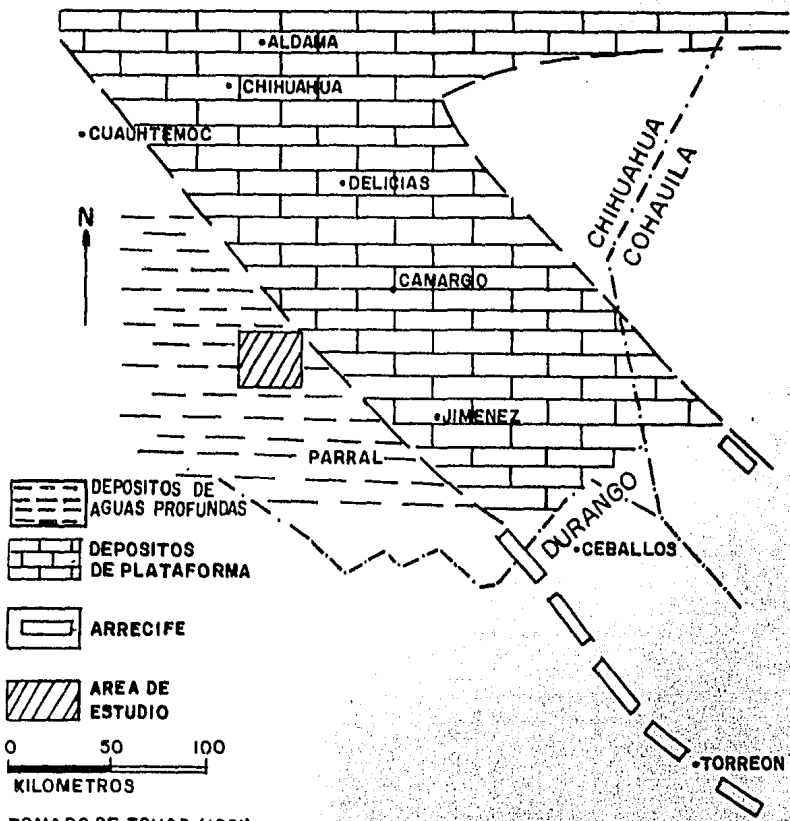 ALDAMA
CHIHUAHUA
CUAUHTEMOC
DELICIAS
CHIHUAHUA
COHAUILA
N
CAMARGO
JIMENEZ
PARRAL
DURANGO
CEBALLOS
DEPOSITOS DE
AGUAS PROFUNDAS
DEPOSITOS
DE PLATAFORMA
ARRECIFE
AREA DE
ESTUDIO
0 50 100
KILOMETROS
TORREON